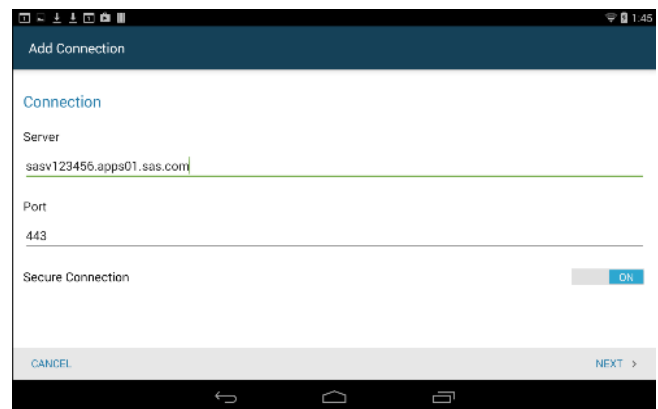 1:45
Add Connection
Connection
Server
sasv123456.apps01.sas.com
Port
443
Secure Connection
ON
CANCEL
NEXT >